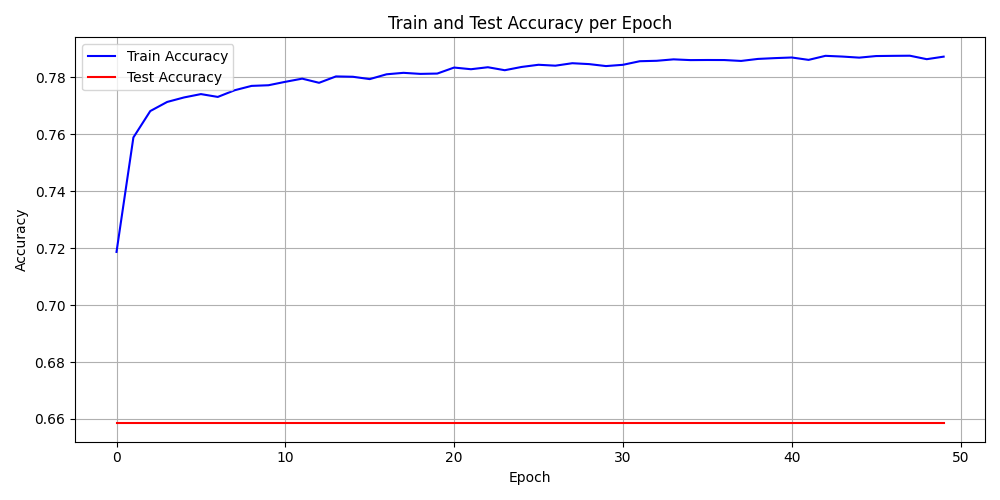 Train and Test Accuracy per Epoch
Train Accuracy
Test Accuracy
0.78
0.76
0.74
0.72
0.70
0.68
0.66
Accuracy
0 10 20 30 40 50
Epoch